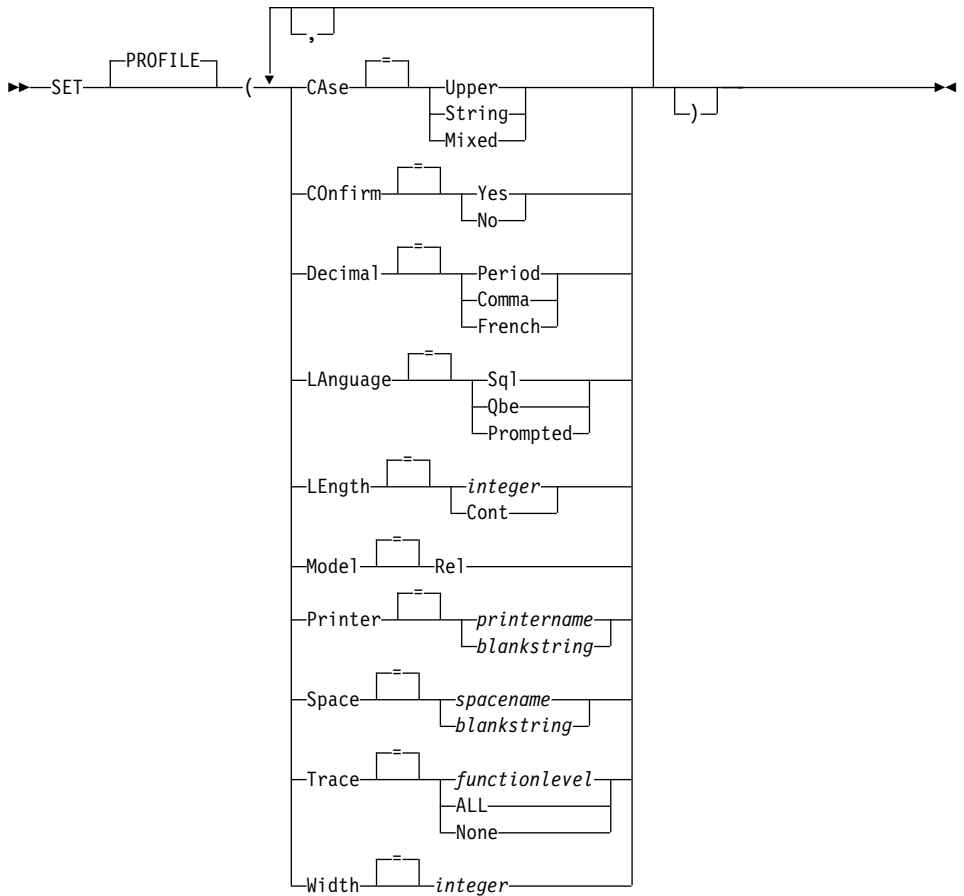 ,
PROFILE =
SET ( CAse Upper )
String
Mixed
=
COnfirm Yes
No
=
Decimal Period
Comma
French
=
LAnguage Sql
Qbe
Prompted
=
LEngth integer
Cont
=
Model Rel
=
Printer printername
blankstring
=
Space spacename
blankstring
=
Trace functionlevel
ALL
None
=
Width integer